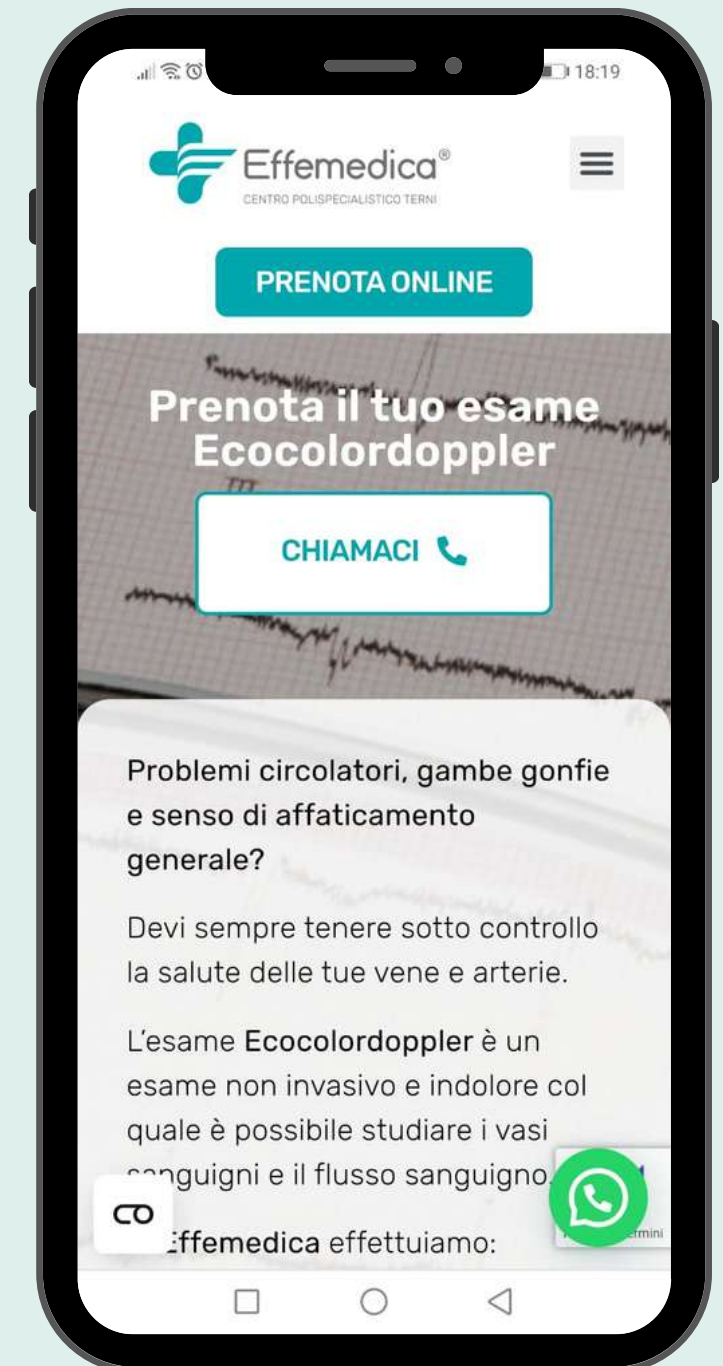 18:19
Effemedica®
CENTRO POLISPECIALISTICO TERNI
PRENOTA ONLINE
Prenota il tuo esame
Ecocolordoppler
CHIAMACI
Problemi circolatori, gambe gonfie
e senso di affaticamento
generale?
Devi sempre tenere sotto controllo
la salute delle tue vene e arterie.
L'esame Ecocolordoppler è un
esame non invasivo e indolore col
quale è possibile studiare i vasi
sanguigni e il flusso sanguigno.
Effemedica effettuiamo: